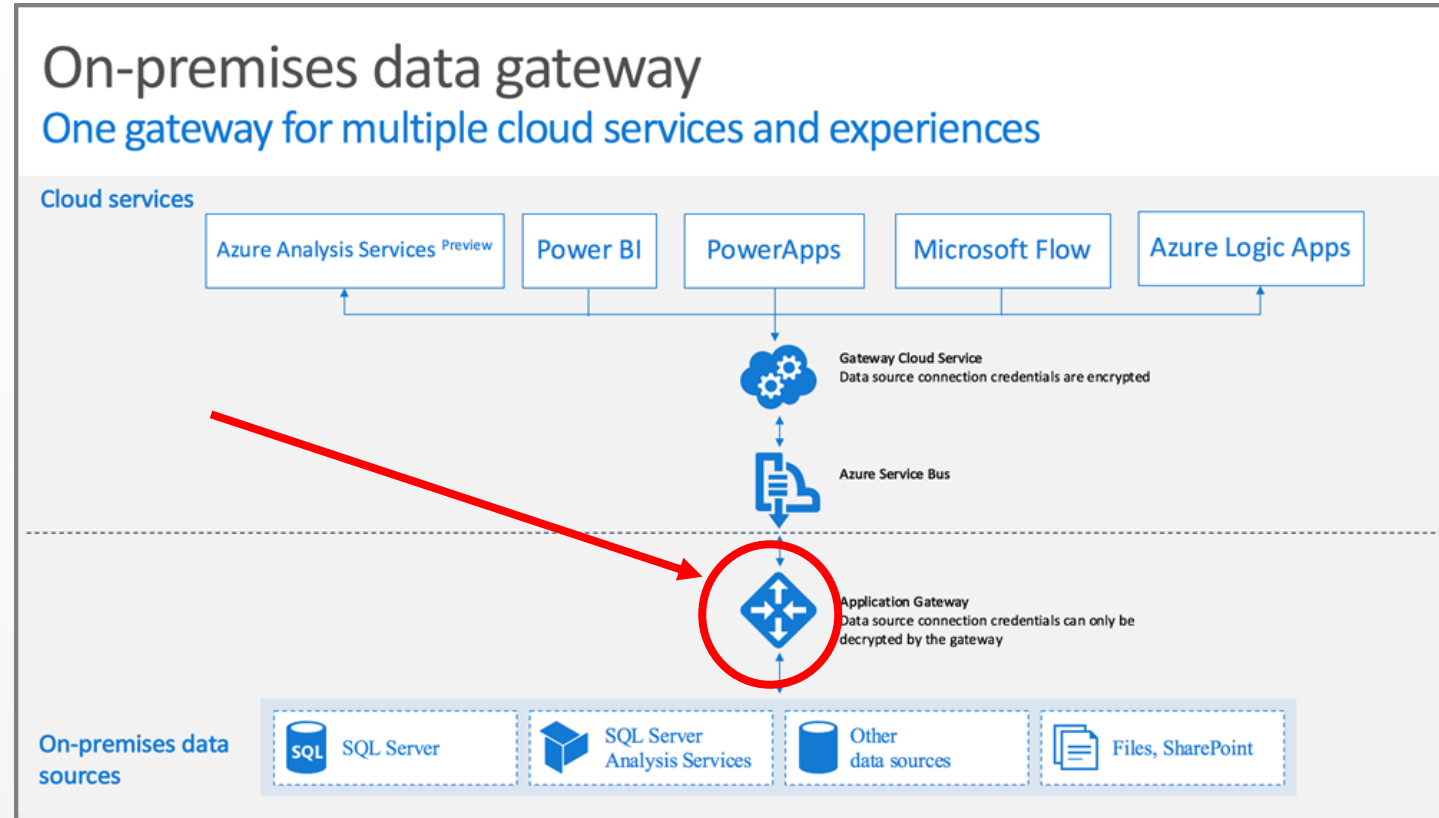 On-premises data gateway
One gateway for multiple cloud services and experiences
Cloud services
Azure Analysis Services Preview
Power BI
PowerApps
Microsoft Flow
Azure Logic Apps
Gateway Cloud Service
Data source connection credentials are encrypted
Azure Service Bus
Application Gateway
Data source connection credentials can only be
decrypted by the gateway
On-premises data
sources
SQL
SQL Server
SQL Server
Analysis Services
Other
data sources
Files, SharePoint